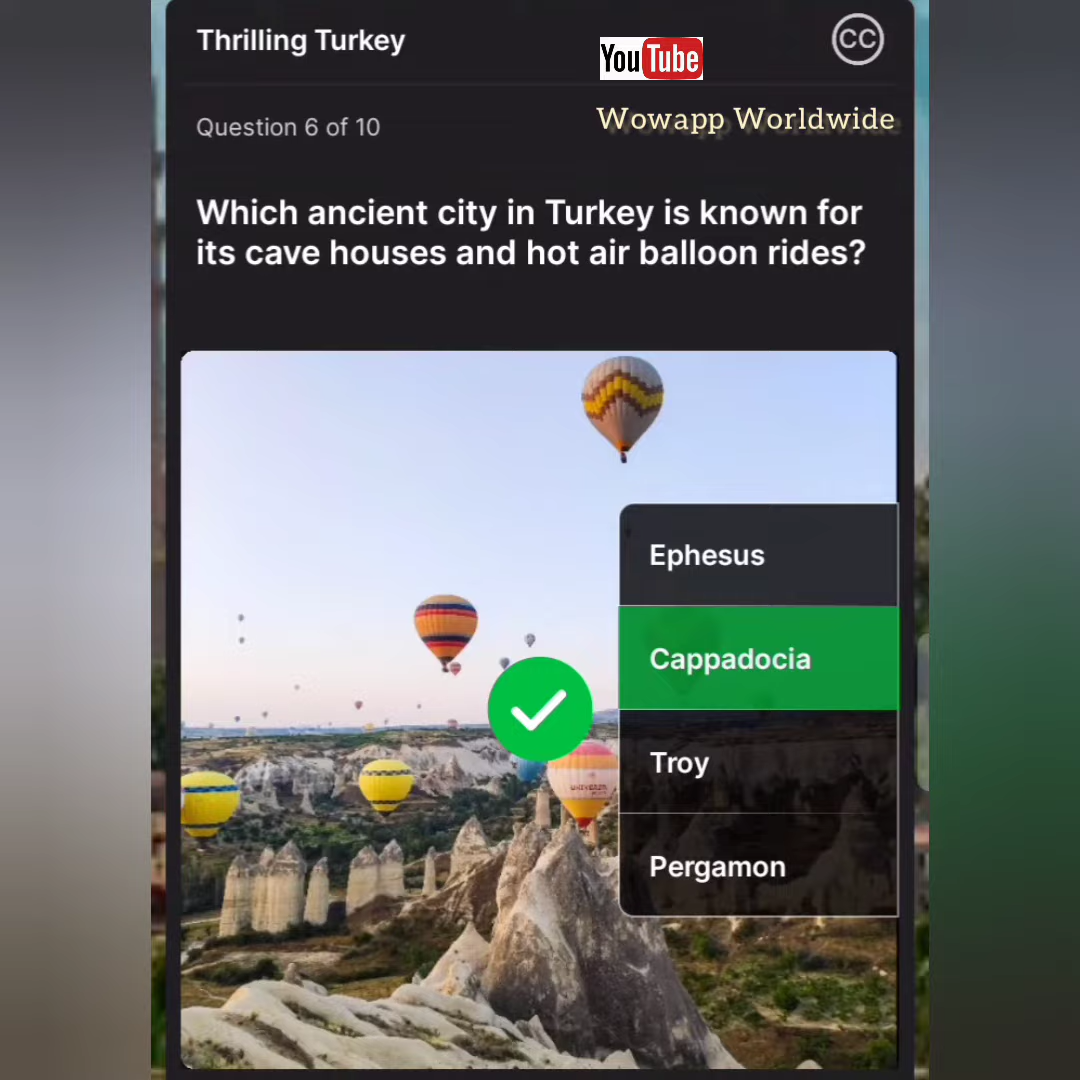 Thrilling Turkey
YouTube
CC
Question 6 of 10
Wowapp Worldwide
Which ancient city in Turkey is known for
its cave houses and hot air balloon rides?
Ephesus
Cappadocia
Troy
Pergamon